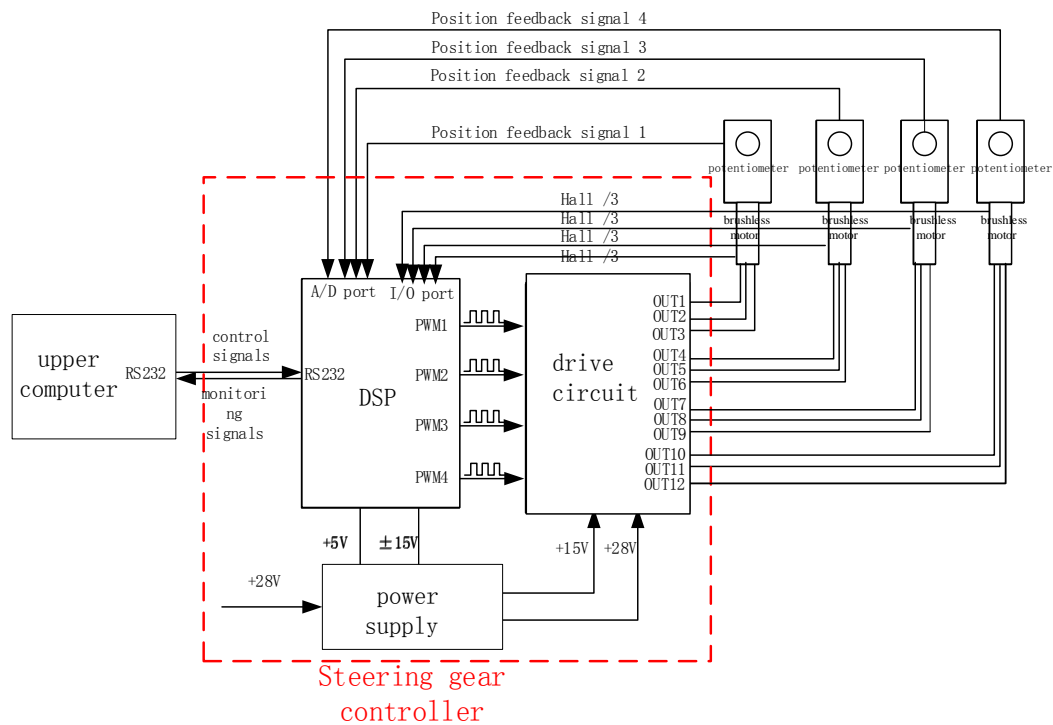 Position feedback signal 4
Position feedback signal 3
Position feedback signal 2
Position feedback signal 1
potentiometer
potentiometer
potentiometer
potentiometer
Hall /3
Hall /3
Hall /3
Hall /3
brushless
motor
brushless
motor
brushless
motor
brushless
motor
A/D port
I/O port
upper
computer
RS232
control
signals
monitori
ng
signals
RS232
DSP
PWM1
PWM2
PWM3
PWM4
drive
circuit
OUT1
OUT2
OUT3
OUT4
OUT5
OUT6
OUT7
OUT8
OUT9
OUT10
OUT11
OUT12
+5V
±15V
+15V
+28V
+28V
power
supply
Steering gear
controller